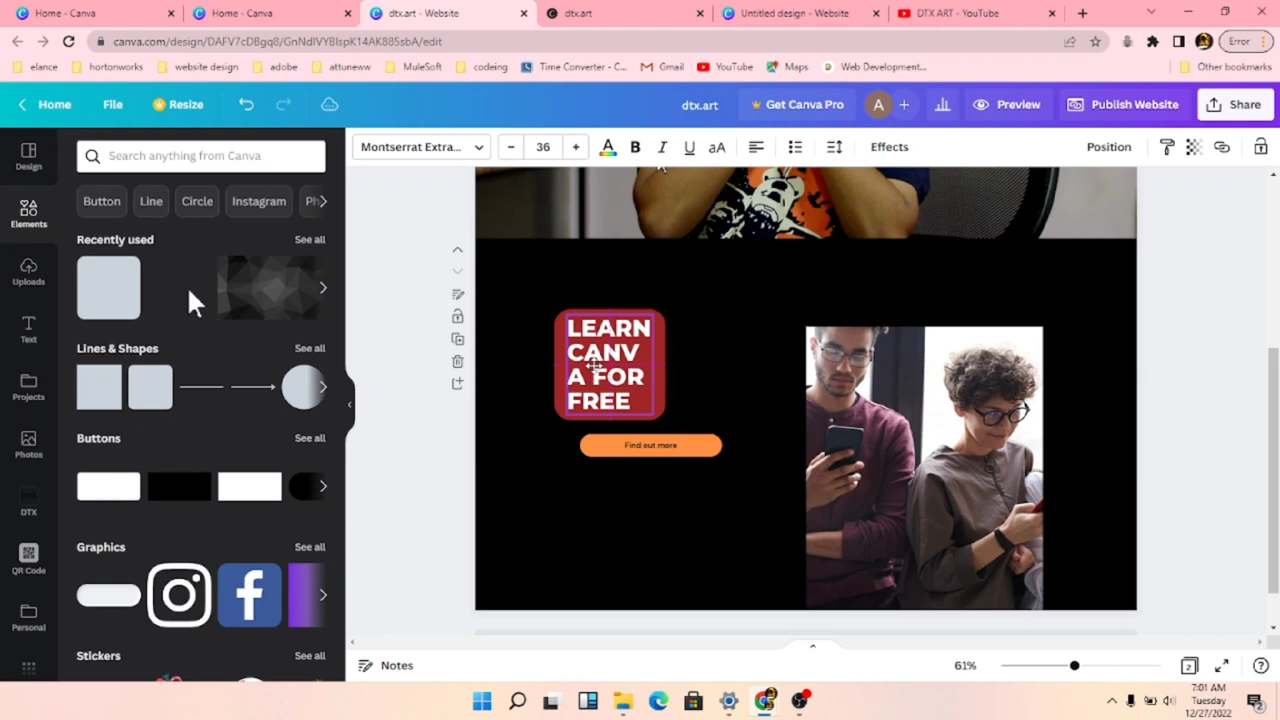 Home - Canva
Home - Canva
dtx.art - Website
dtx.art
Untitled design - Website
DTX ART - YouTube
canva.com/design/DAFV7cDBgq8/GnNdIVYBlspK14AK885sbA/edit
Error
elance
hortonworks
website design
adobe
attuneww
MuleSoft
codeing
Time Converter - C...
Gmail
YouTube
Maps
Web Development...
Other bookmarks
Home
File
Resize
dtx.art
Get Canva Pro
A
Preview
Publish Website
Share
Design
Elements
Uploads
Text
Projects
Photos
DTX
QR Code
Personal
Search anything from Canva
Button
Line
Circle
Instagram
Ph
Recently used
See all
Lines & Shapes
See all
Buttons
See all
Graphics
See all
Stickers
See all
Montserrat Extra...
36
A
B
I
U
aA
Effects
Position
LEARN
CANV
A FOR
FREE
Find out more
Notes
61%
2
7:01 AM
Tuesday
12/27/2022
2